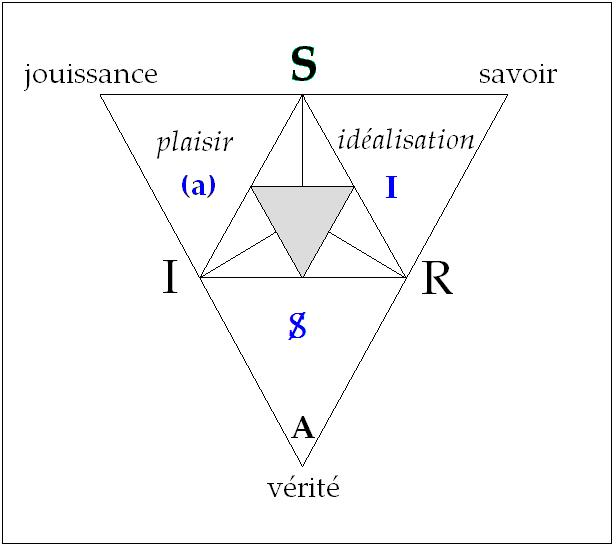 S
jouissance savoir
plaisir idéalisation
(a) I
I R
$
A
vérité